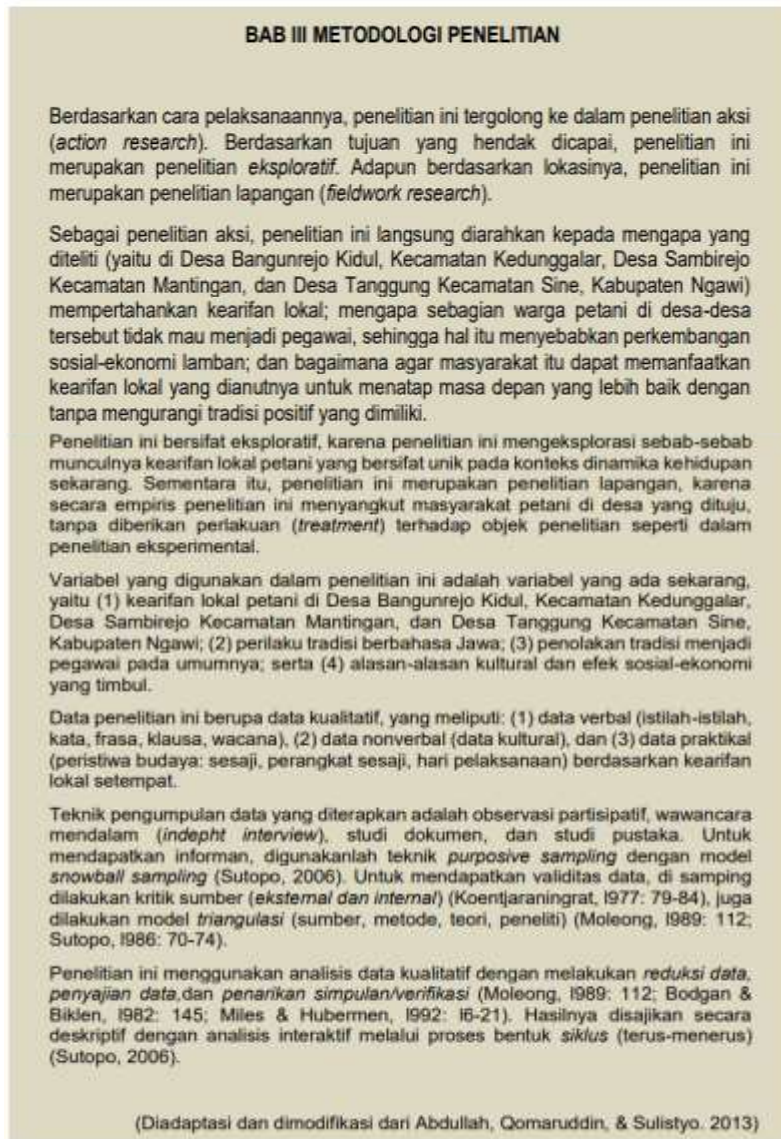 BAB III METODOLOGI PENELITIAN
Berdasarkan cara pelaksanaannya, penelitian ini tergolong ke dalam penelitian aksi
(action research). Berdasarkan tujuan yang hendak dicapai, penelitian ini
merupakan penelitian eksploratif. Adapun berdasarkan lokasinya, penelitian ini
merupakan penelitian lapangan (fieldwork research).
Sebagai penelitian aksi, penelitian ini langsung diarahkan kepada mengapa yang
diteliti (yaitu di Desa Bangunrejo Kidul, Kecamatan Kedunggalar, Desa Sambirejo
Kecamatan Mantingan, dan Desa Tanggung Kecamatan Sine, Kabupaten Ngawi)
mempertahankan kearifan lokal; mengapa sebagian warga petani di desa-desa
tersebut tidak mau menjadi pegawai, sehingga hal itu menyebabkan perkembangan
sosial-ekonomi lamban; dan bagaimana agar masyarakat itu dapat memanfaatkan
kearifan lokal yang dianutnya untuk menatap masa depan yang lebih baik dengan
tanpa mengurangi tradisi positif yang dimiliki.
Penelitian ini bersifat eksploratif, karena penelitian ini mengeksplorasi sebab-sebab
munculnya kearifan lokal petani yang bersifat unik pada konteks dinamika kehidupan
sekarang. Sementara itu, penelitian ini merupakan penelitian lapangan, karena
secara empiris penelitian ini menyangkut masyarakat petani di desa yang dituju,
tanpa diberikan perlakuan (treatment) terhadap objek penelitian seperti dalam
penelitian eksperimental.
Variabel yang digunakan dalam penelitian ini adalah variabel yang ada sekarang,
yaitu (1) kearifan lokal petani di Desa Bangunrejo Kidul, Kecamatan Kedunggalar,
Desa Sambirejo Kecamatan Mantingan, dan Desa Tanggung Kecamatan Sine,
Kabupaten Ngawi; (2) perilaku tradisi berbahasa Jawa; (3) penolakan tradisi menjadi
pegawai pada umumnya; serta (4) alasan-alasan kultural dan efek sosial-ekonomi
yang timbul.
Data penelitian ini berupa data kualitatif, yang meliputi: (1) data verbal (istilah-istilah,
kata, frasa, klausa, wacana), (2) data nonverbal (data kultural), dan (3) data praktikal
(peristiwa budaya: sesaji, perangkat sesaji, hari pelaksanaan) berdasarkan kearifan
lokal setempat.
Teknik pengumpulan data yang diterapkan adalah observasi partisipatif, wawancara
mendalam (indepht interview), studi dokumen, dan studi pustaka. Untuk
mendapatkan informan, digunakanlah teknik purposive sampling dengan model
snowball sampling (Sutopo, 2006). Untuk mendapatkan validitas data, di samping
dilakukan kritik sumber (eksternal dan internal) (Koentjaraningrat, I977: 79-84), juga
dilakukan model triangulasi (sumber, metode, teori, peneliti) (Moleong, I989: 112;
Sutopo, I986: 70-74).
Penelitian ini menggunakan analisis data kualitatif dengan melakukan reduksi data,
penyajian data,dan penarikan simpulan/verifikasi (Moleong, I989: 112; Bodgan &
Biklen, I982: 145; Miles & Hubermen, I992: I6-21). Hasilnya disajikan secara
deskriptif dengan analisis interaktif melalui proses bentuk siklus (terus-menerus)
(Sutopo, 2006).
(Diadaptasi dan dimodifikasi dari Abdullah, Qomaruddin, & Sulistyo. 2013)